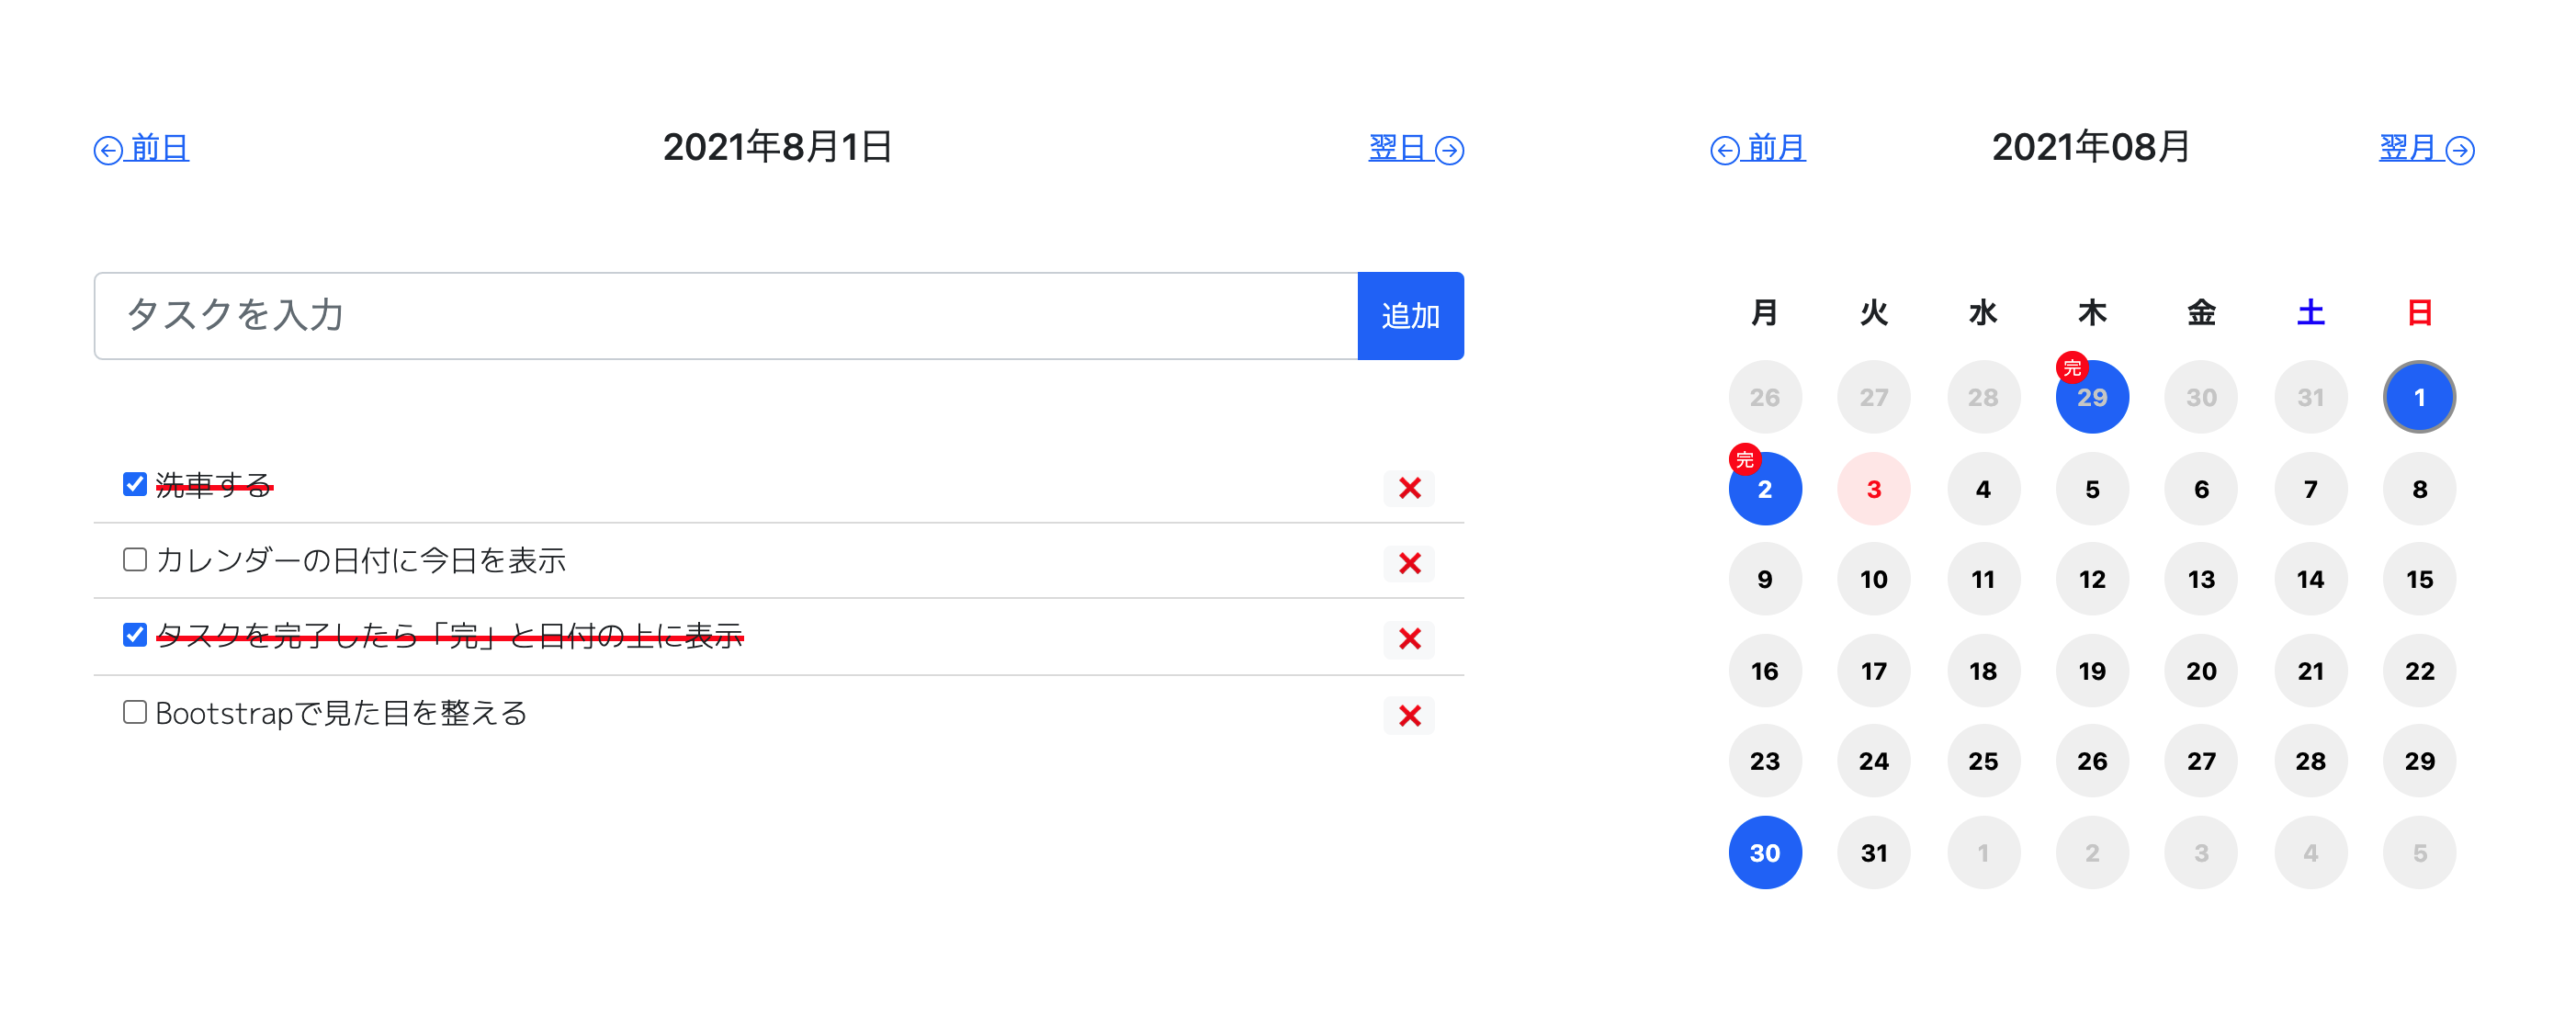 前日
2021年8月1日
翌日
タスクを入力
追加
洗車する
カレンダーの日付に今日を表示
タスクを完了したら「完」と日付の上に表示
Bootstrapで見た目を整える
前月
2021年08月
翌月
月 火 水 木 金 土 日
完
26 27 28 29 30 31 1
完
2 3 4 5 6 7 8
9 10 11 12 13 14 15
16 17 18 19 20 21 22
23 24 25 26 27 28 29
30 31 1 2 3 4 5